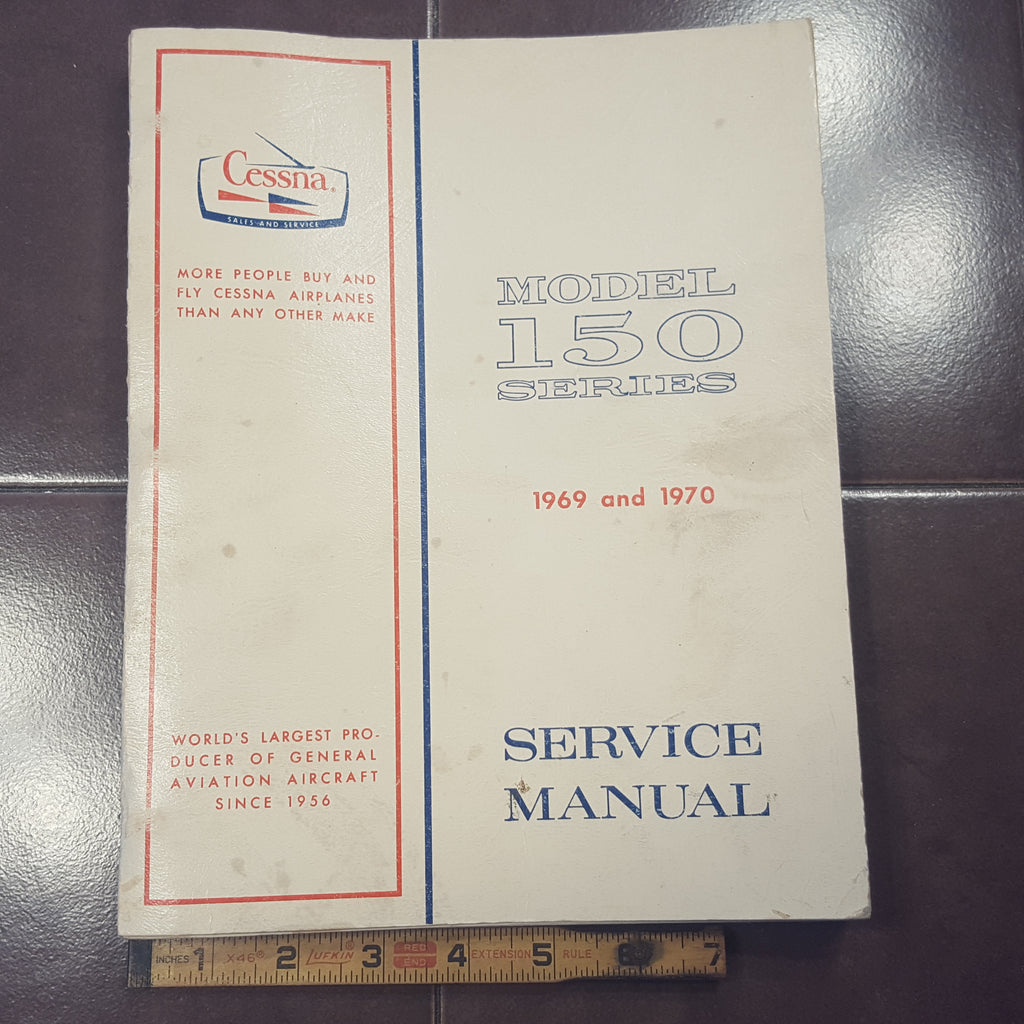 Cessna®
SALES AND SERVICE
MORE PEOPLE BUY AND
FLY CESSNA AIRPLANES
THAN ANY OTHER MAKE
WORLD'S LARGEST PRO-
DUCER OF GENERAL
AVIATION AIRCRAFT
SINCE 1956
MODEL
150
SERIES
1969 and 1970
SERVICE
MANUAL
INCHES X46® 2 LUFKIN® 3 RED END 4 EXTENSION 5 RULE 6 7